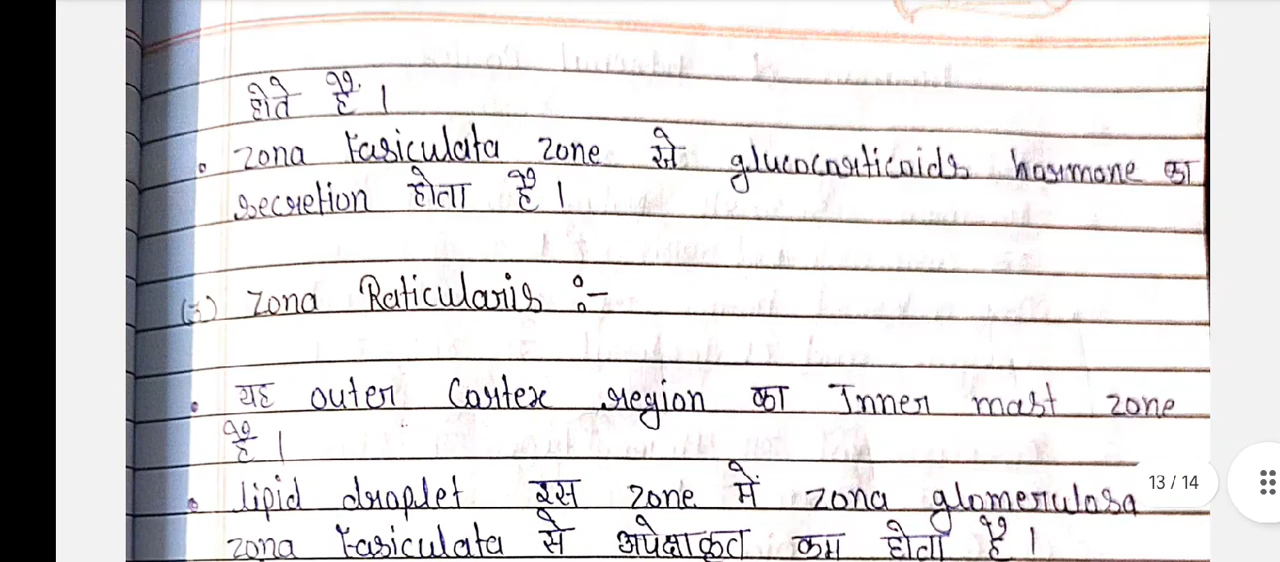 होते हैं।
• zona Fasiculata zone से glucocorticoids hormone का
secretion होता है।
(3) Zona Raticularis :-
• यह outer Cortex region का Inner most zone
है।
• lipid droplet इस zone में zona glomerulosa
13 / 14
zona Fasiculata से अपेक्षाकृत कम होता है।